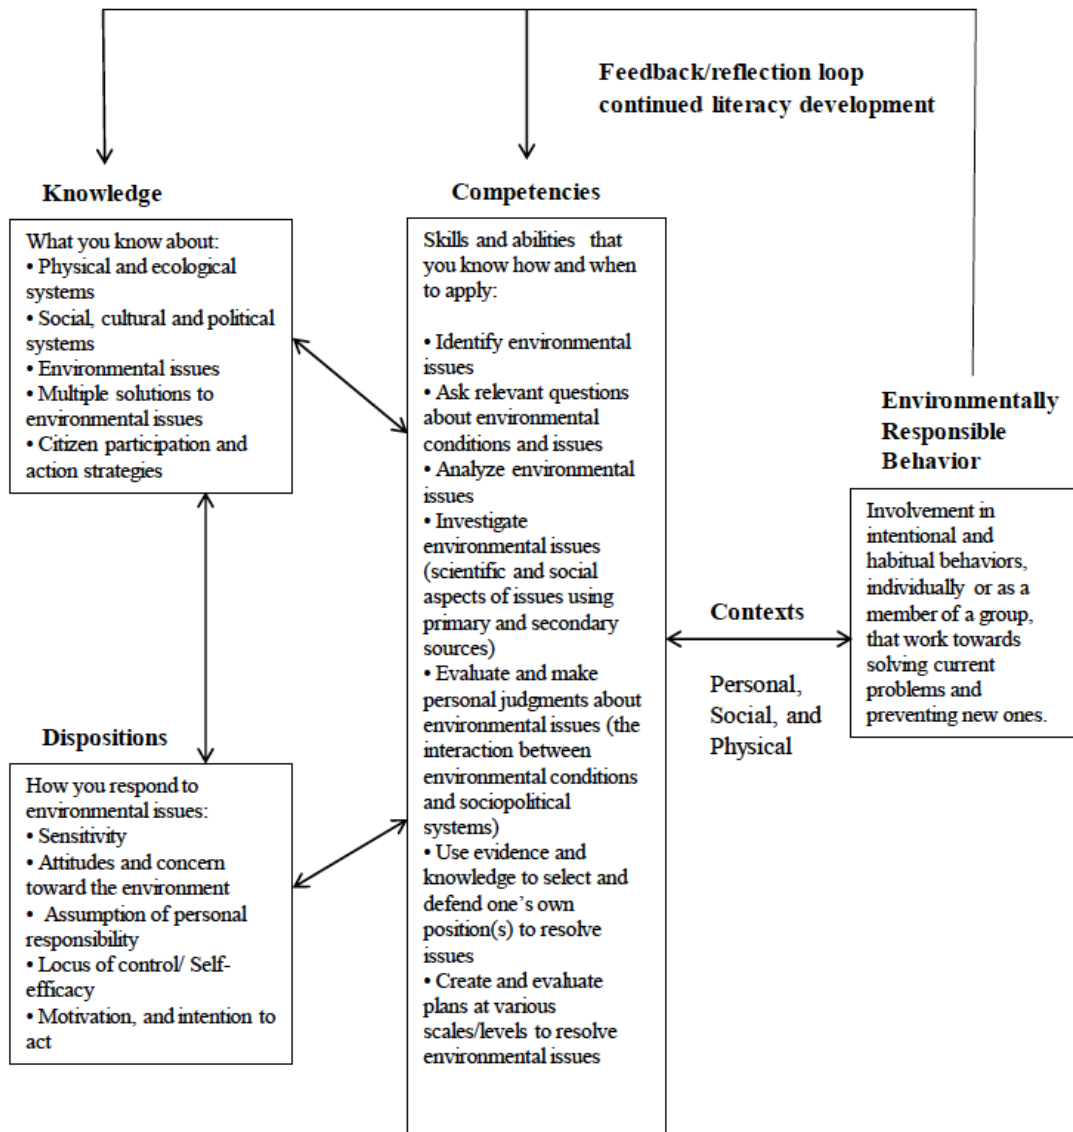 Feedback/reflection loop
continued literacy development
Knowledge
What you know about:
• Physical and ecological
systems
• Social, cultural and political
systems
• Environmental issues
• Multiple solutions to
environmental issues
• Citizen participation and
action strategies
Dispositions
How you respond to
environmental issues:
• Sensitivity
• Attitudes and concern
toward the environment
• Assumption of personal
responsibility
• Locus of control/ Self-
efficacy
• Motivation, and intention to
act
Competencies
Skills and abilities that
you know how and when
to apply:
• Identify environmental
issues
• Ask relevant questions
about environmental
conditions and issues
• Analyze environmental
issues
• Investigate
environmental issues
(scientific and social
aspects of issues using
primary and secondary
sources)
• Evaluate and make
personal judgments about
environmental issues (the
interaction between
environmental conditions
and sociopolitical
systems)
• Use evidence and
knowledge to select and
defend one’s own
position(s) to resolve
issues
• Create and evaluate
plans at various
scales/levels to resolve
environmental issues
Contexts
Personal,
Social, and
Physical
Environmentally
Responsible
Behavior
Involvement in
intentional and
habitual behaviors,
individually or as a
member of a group,
that work towards
solving current
problems and
preventing new ones.